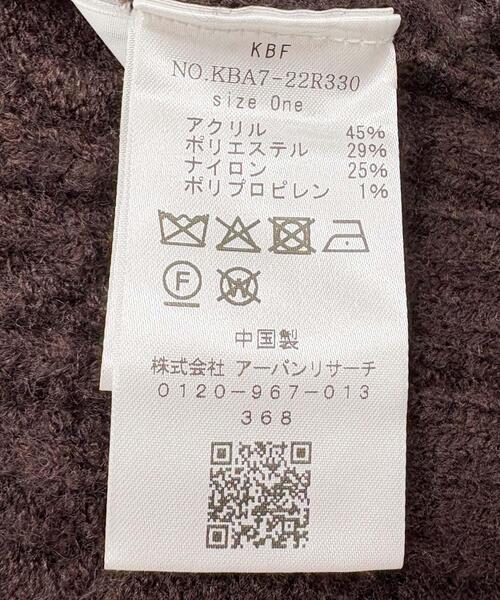 KBF
NO.KBA7-22R330
size One
アクリル 45%
ポリエステル 29%
ナイロン 25%
ポリプロピレン 1%
F W
中国製
株式会社 アーバンリサーチ
0120-967-013
368